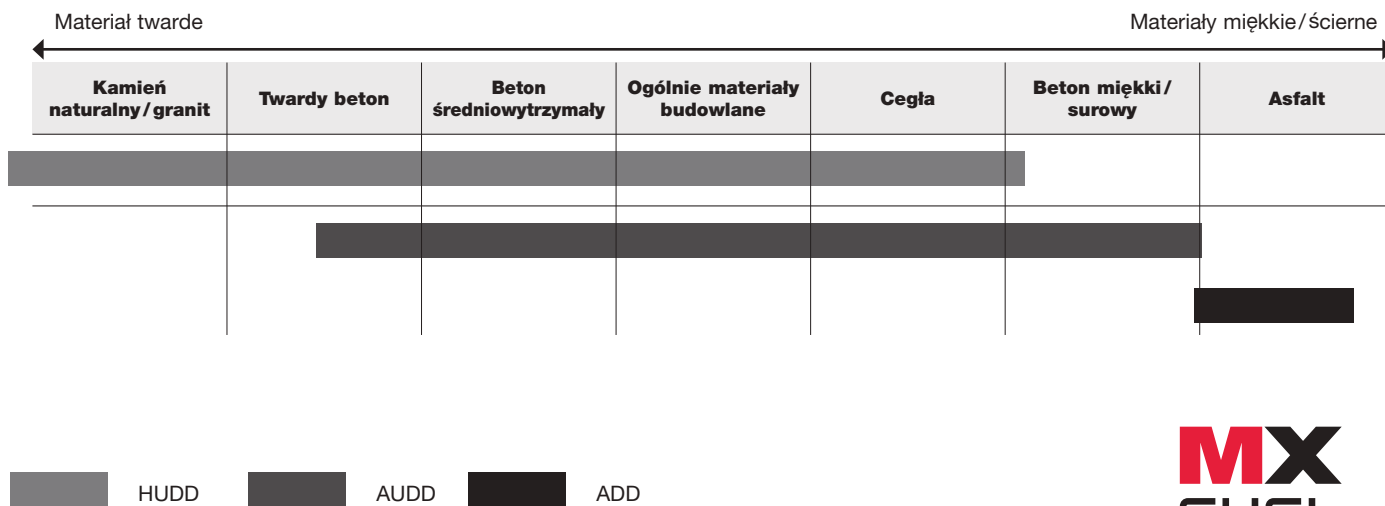 Materiał twarde
Materiały miękkie/ścierne
Kamień
naturalny/granit
Twardy beton
Beton
średniowytrzymały
Ogólnie materiały
budowlane
Cegła
Beton miękki/
surowy
Asfalt
HUDD
AUDD
ADD
MX